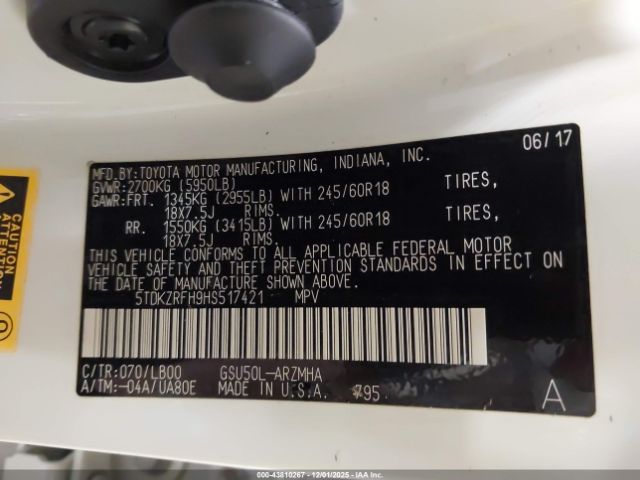 06/17
MFD.BY:TOYOTA MOTOR MANUFACTURING, INDIANA, INC.
GVWR:2700KG (5950LB)
GAWR:FRT. 1345KG (2955LB) WITH 245/60R18 TIRES,
18X7.5J RIMS.
RR. 1550KG (3415LB) WITH 245/60R18 TIRES,
18X7.5J RIMS.
THIS VEHICLE CONFORMS TO ALL APPLICABLE FEDERAL MOTOR
VEHICLE SAFETY AND THEFT PREVENTION STANDARDS IN EFFECT ON
THE DATE OF MANUFACTURE SHOWN ABOVE.
5TDKZRFH9HS517421 MPV
C/TR:070/LB00 GSU50L-ARZMHA
A/TM:-04A/UA80E MADE IN U.S.A. 795 A
CAUTION
ATTENTION
000-43810267 - 12/01/2025 - IAA.